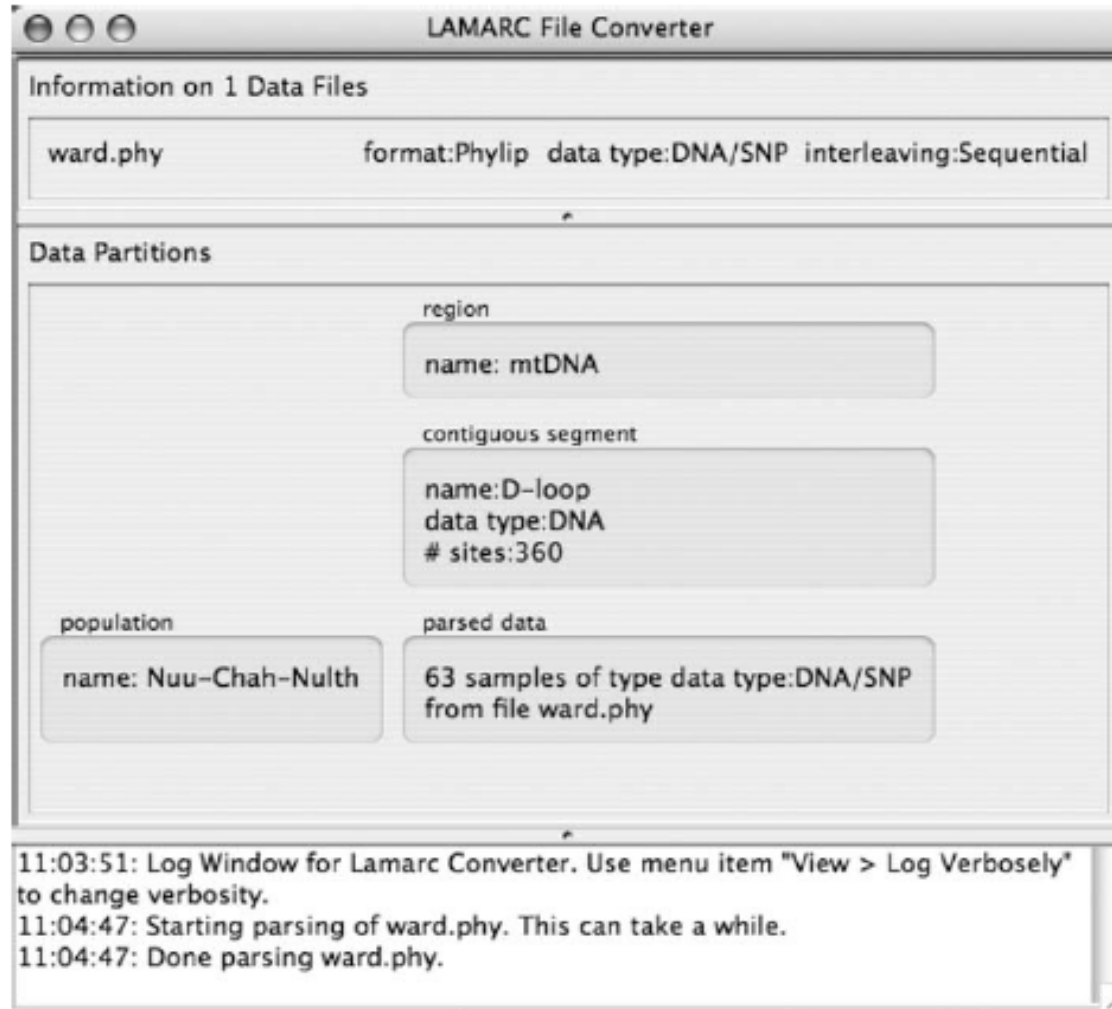 LAMARC File Converter
Information on 1 Data Files
ward.phy format:Phylip data type:DNA/SNP interleaving:Sequential
Data Partitions
region
name: mtDNA
contiguous segment
name:D-loop
data type:DNA
# sites:360
population
name: Nuu-Chah-Nulth
parsed data
63 samples of type data type:DNA/SNP
from file ward.phy
11:03:51: Log Window for Lamarc Converter. Use menu item "View > Log Verbosely"
to change verbosity.
11:04:47: Starting parsing of ward.phy. This can take a while.
11:04:47: Done parsing ward.phy.